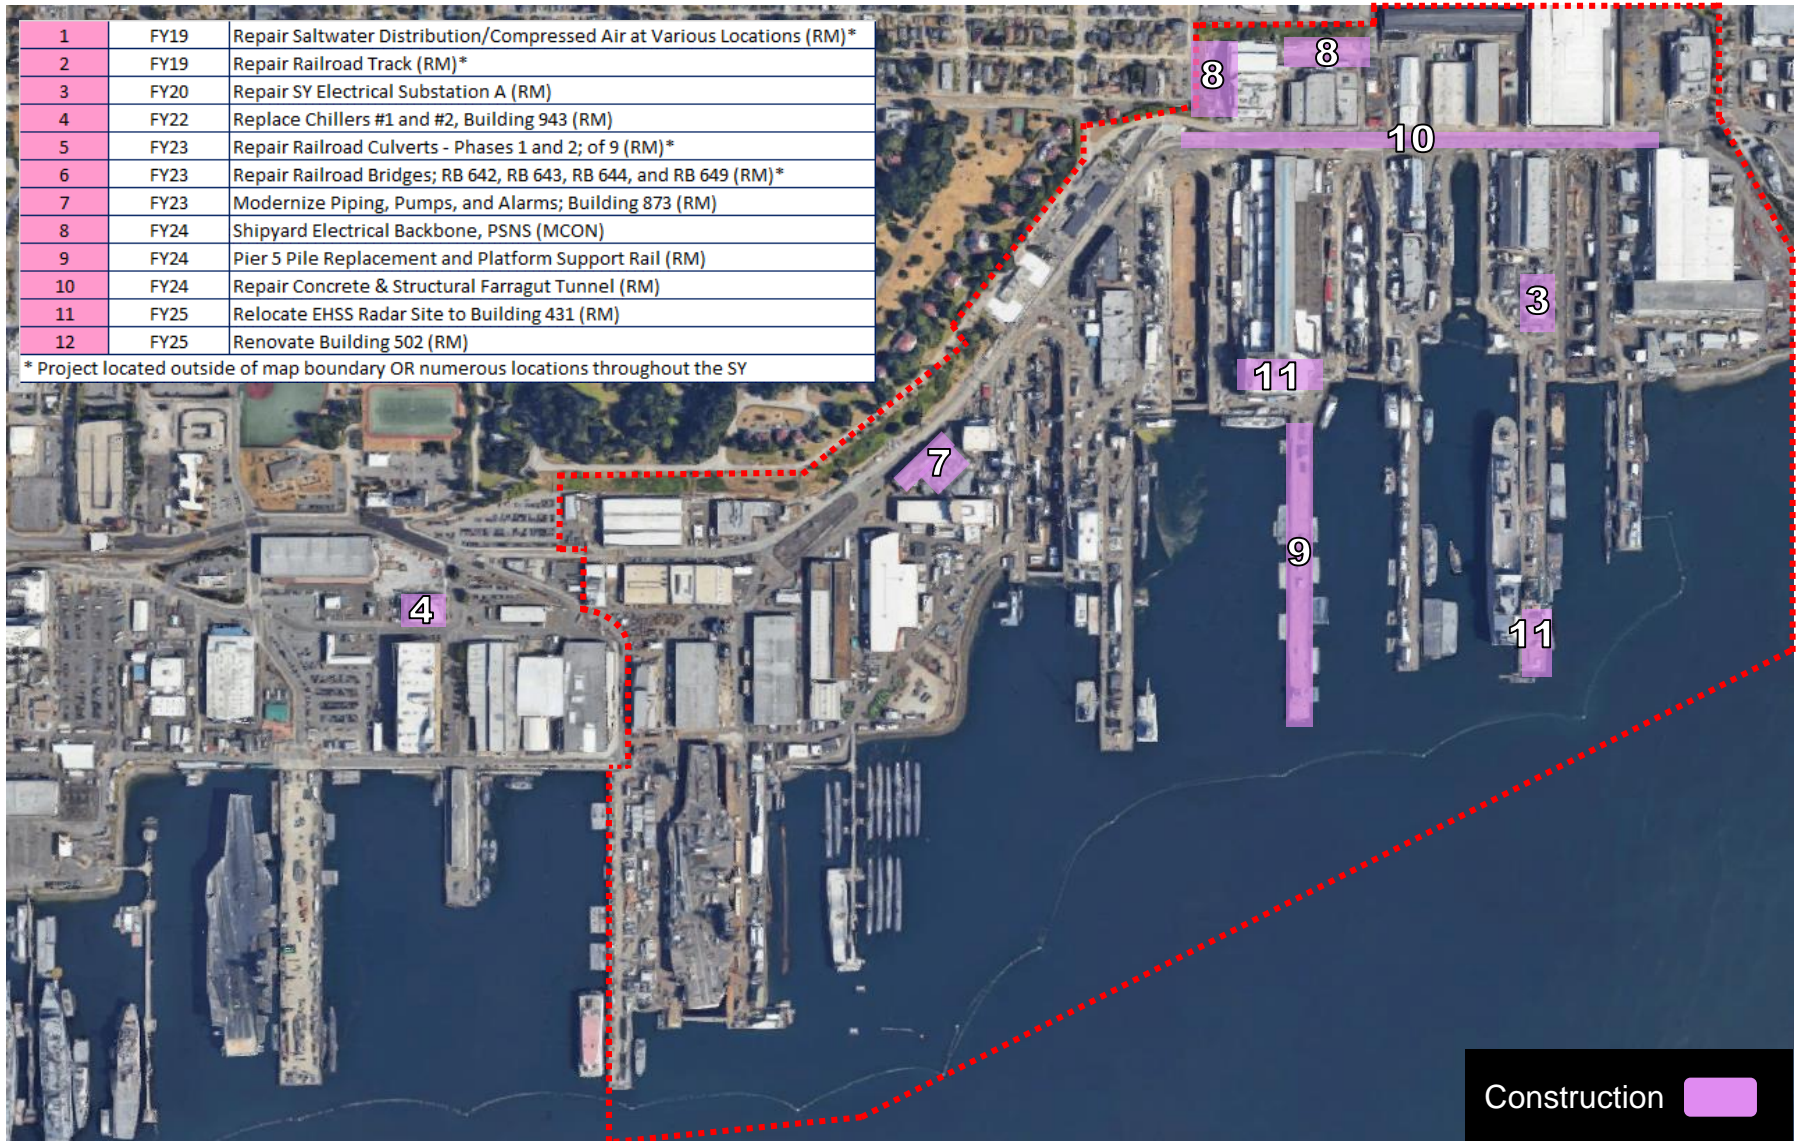 1 FY19 Repair Saltwater Distribution/Compressed Air at Various Locations (RM)*
2 FY19 Repair Railroad Track (RM)*
3 FY20 Repair SY Electrical Substation A (RM)
4 FY22 Replace Chillers #1 and #2, Building 943 (RM)
5 FY23 Repair Railroad Culverts - Phases 1 and 2; of 9 (RM)*
6 FY23 Repair Railroad Bridges; RB 642, RB 643, RB 644, and RB 649 (RM)*
7 FY23 Modernize Piping, Pumps, and Alarms; Building 873 (RM)
8 FY24 Shipyard Electrical Backbone, PSNS (MCON)
9 FY24 Pier 5 Pile Replacement and Platform Support Rail (RM)
10 FY24 Repair Concrete & Structural Farragut Tunnel (RM)
11 FY25 Relocate EHSS Radar Site to Building 431 (RM)
12 FY25 Renovate Building 502 (RM)
* Project located outside of map boundary OR numerous locations throughout the SY
8
8
10
3
11
7
9
4
11
Construction